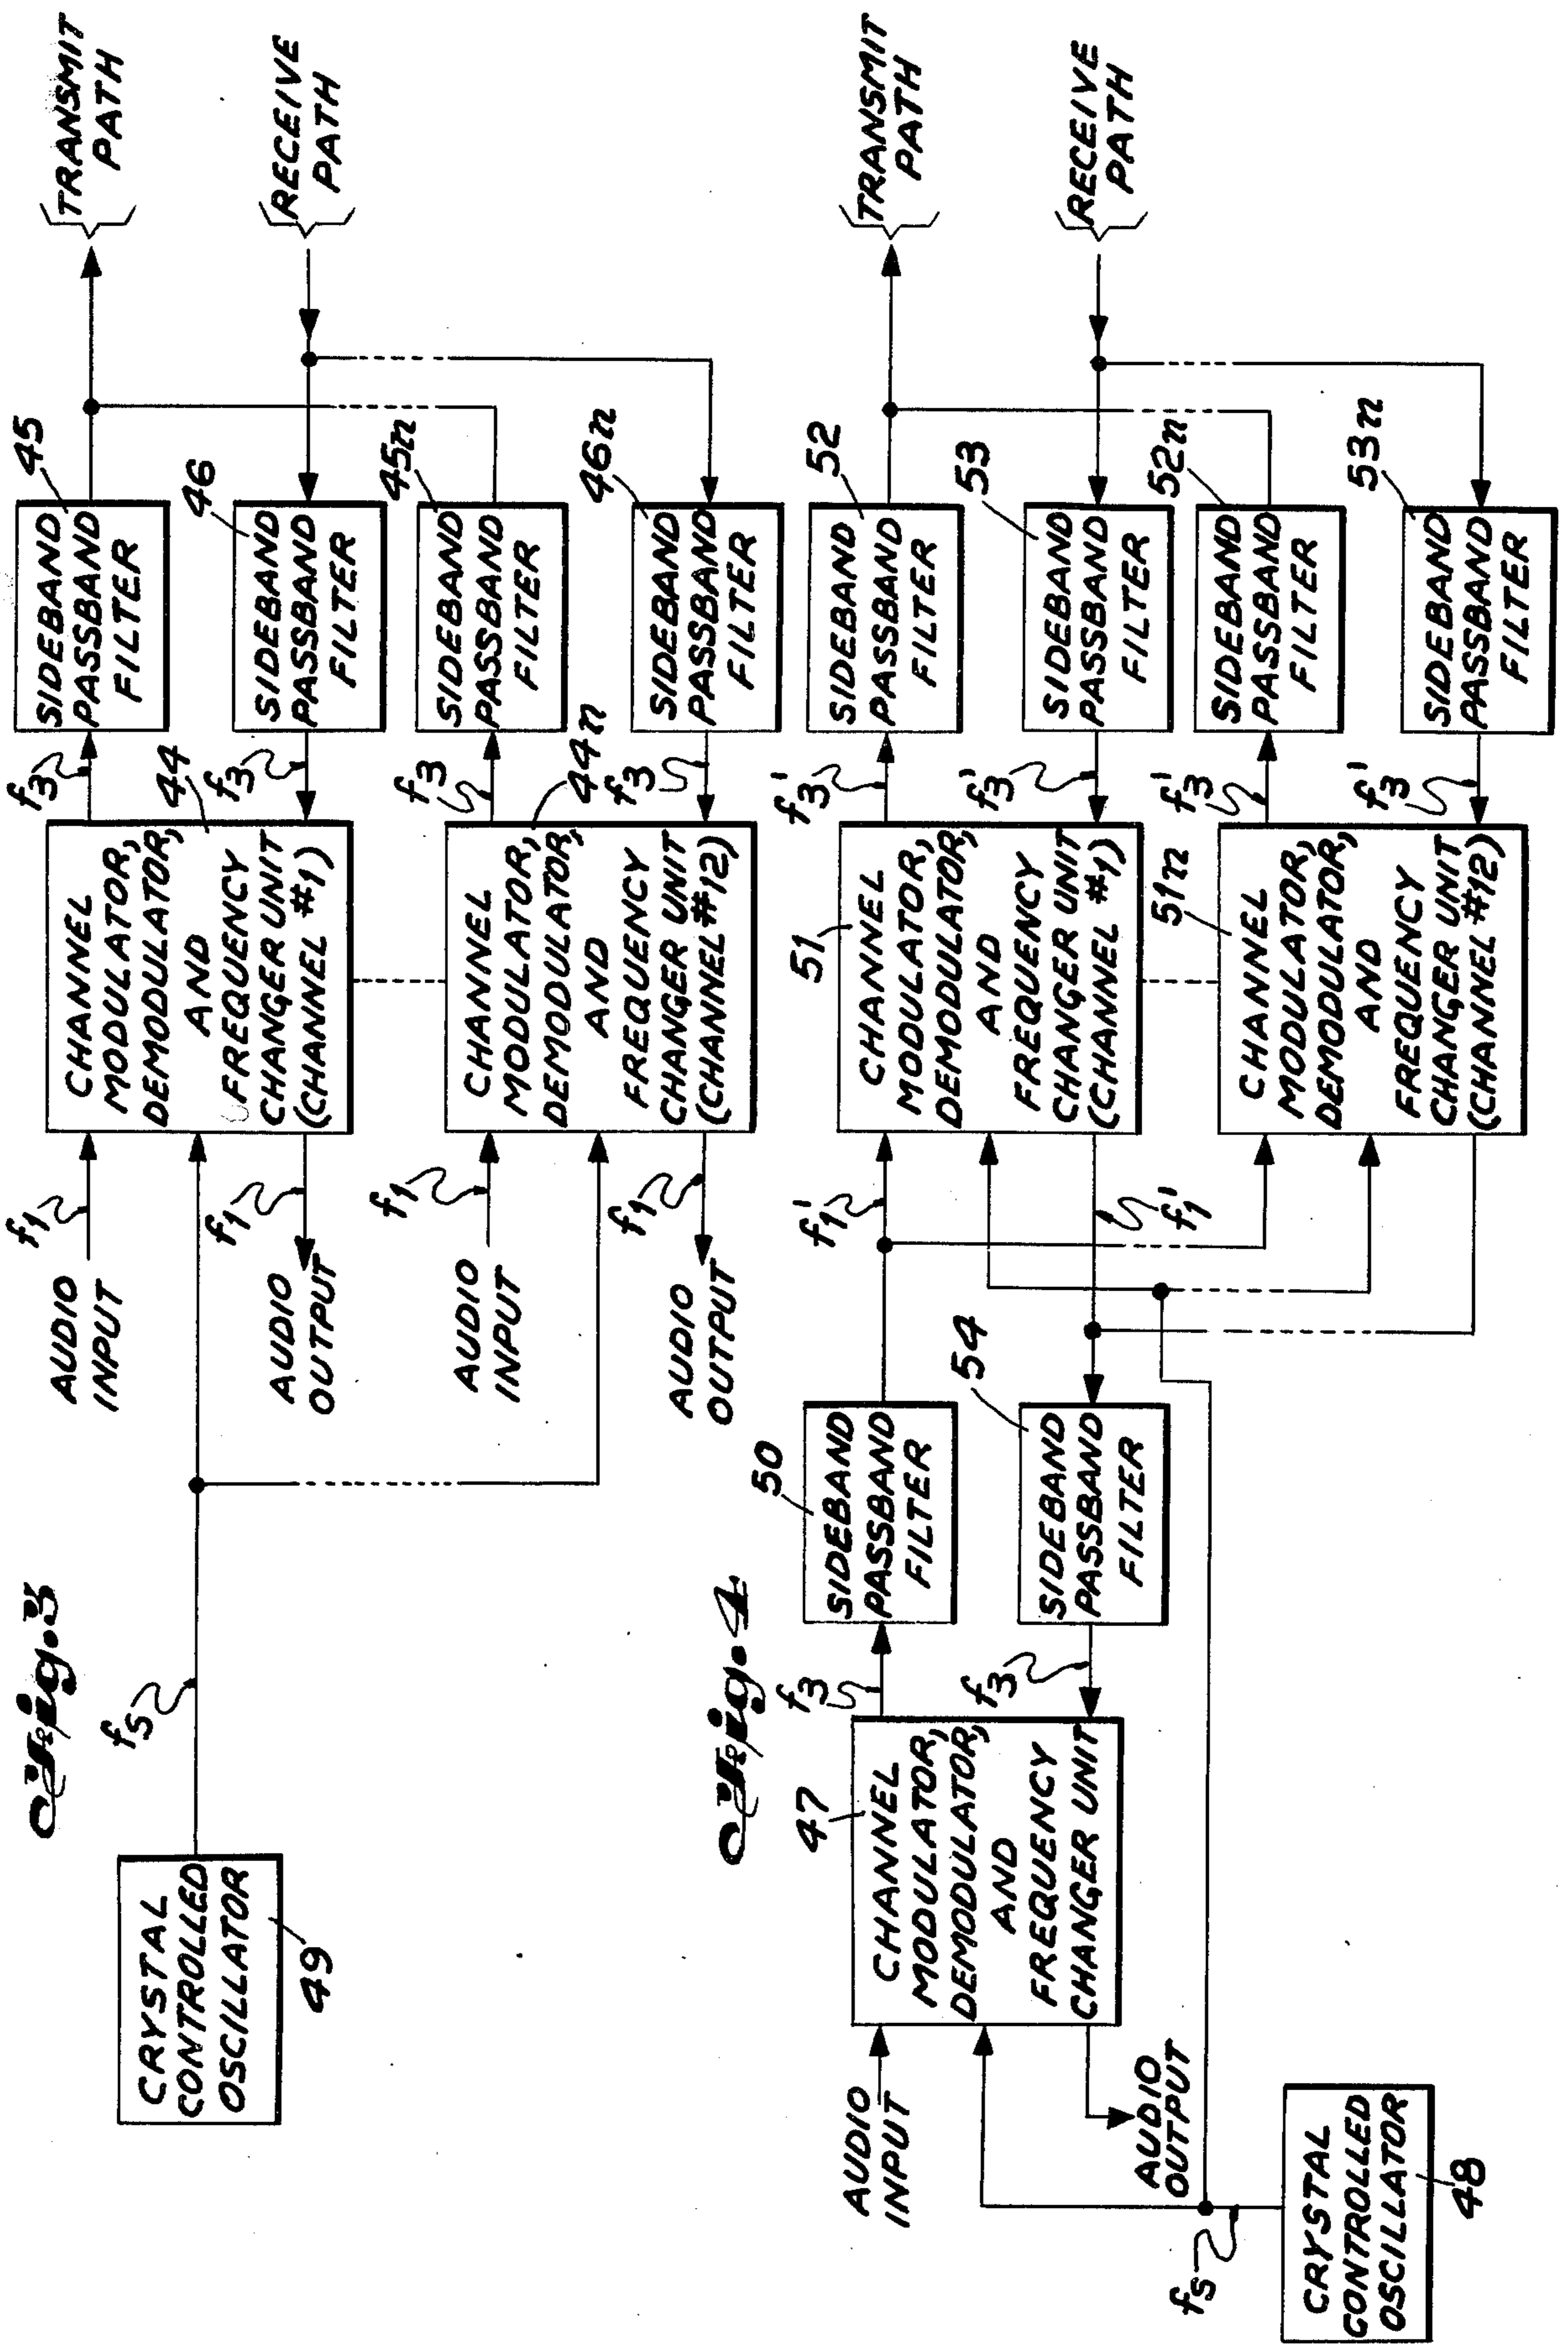 Fig. 3
CRYSTAL
CONTROLLED
OSCILLATOR
49
fs
AUDIO
INPUT
f1
f1
AUDIO
OUTPUT
CHANNEL
MODULATOR,
DEMODULATOR,
AND
FREQUENCY
CHANGER UNIT
(CHANNEL #1)
44
f3
f3
SIDEBAND
PASSBAND
FILTER
45
SIDEBAND
PASSBAND
FILTER
46
TRANSMIT
PATH
RECEIVE
PATH
AUDIO
INPUT
f1
f1
AUDIO
OUTPUT
CHANNEL
MODULATOR,
DEMODULATOR,
AND
FREQUENCY
CHANGER UNIT
(CHANNEL #12)
44n
f3
f3
SIDEBAND
PASSBAND
FILTER
45n
SIDEBAND
PASSBAND
FILTER
46n
Fig. 4
AUDIO
INPUT
AUDIO
OUTPUT
CRYSTAL
CONTROLLED
OSCILLATOR
48
fs
CHANNEL
MODULATOR,
DEMODULATOR,
AND
FREQUENCY
CHANGER UNIT
47
f3
f3
SIDEBAND
PASSBAND
FILTER
50
SIDEBAND
PASSBAND
FILTER
54
f1'
f1'
CHANNEL
MODULATOR,
DEMODULATOR,
AND
FREQUENCY
CHANGER UNIT
(CHANNEL #1)
51
f3'
f3'
SIDEBAND
PASSBAND
FILTER
52
SIDEBAND
PASSBAND
FILTER
53
TRANSMIT
PATH
RECEIVE
PATH
CHANNEL
MODULATOR,
DEMODULATOR,
AND
FREQUENCY
CHANGER UNIT
(CHANNEL #12)
51n
f3'
f3'
SIDEBAND
PASSBAND
FILTER
52n
SIDEBAND
PASSBAND
FILTER
53n